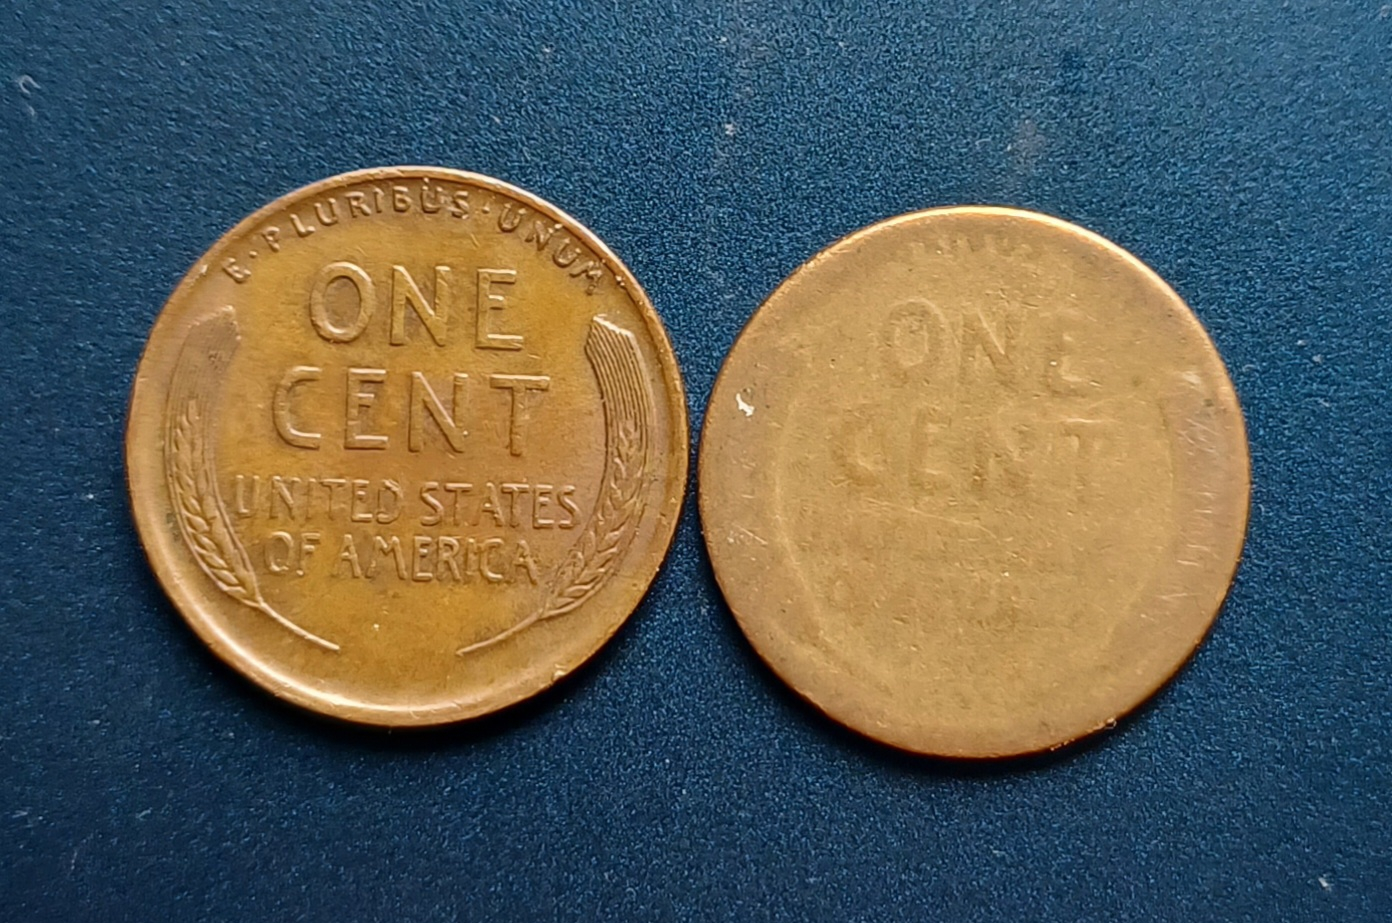 E·PLURIBUS·UNUM
ONE
CENT
UNITED STATES
OF AMERICA
ONE
CENT